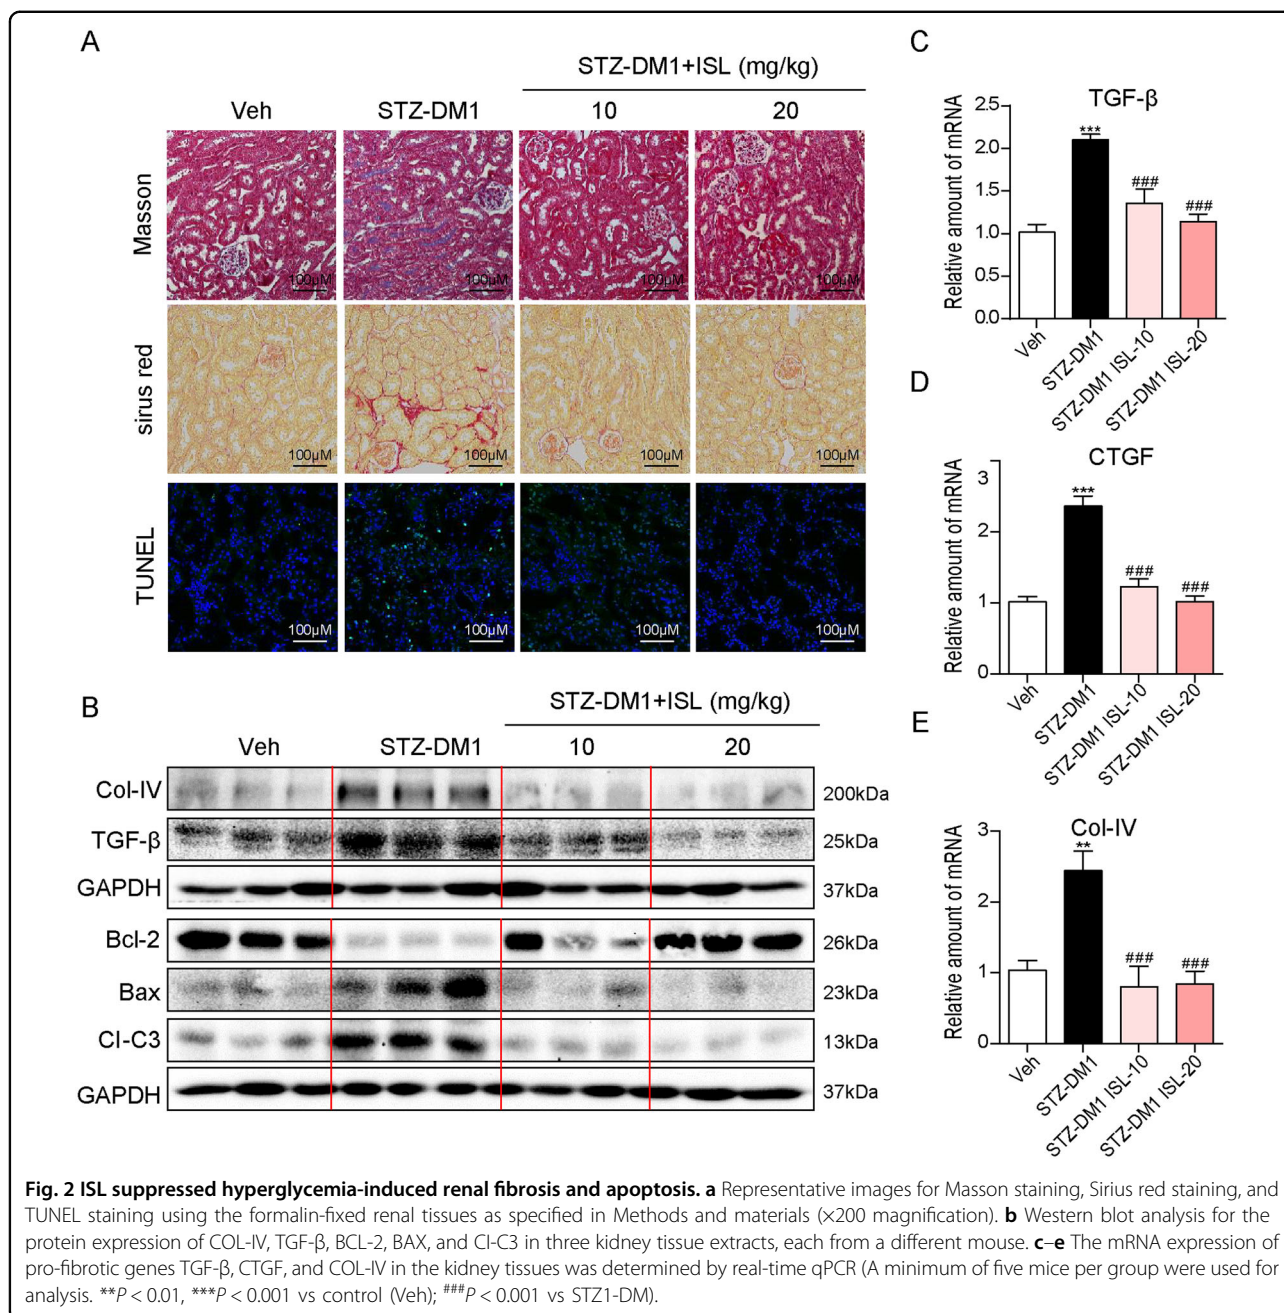 A
STZ-DM1+ISL (mg/kg)
Veh STZ-DM1 10 20
Masson
100μM 100μM 100μM 100μM
sirus red
100μM 100μM 100μM 100μM
TUNEL
100μM 100μM 100μM 100μM
B
STZ-DM1+ISL (mg/kg)
Veh STZ-DM1 10 20
Col-IV 200kDa
TGF-β 25kDa
GAPDH 37kDa
Bcl-2 26kDa
Bax 23kDa
CI-C3 13kDa
GAPDH 37kDa
C
TGF-β
Relative amount of mRNA
2.5
2.0
1.5
1.0
0.5
0.0
*** ### ###
Veh STZ-DM1 STZ-DM1 ISL-10 STZ-DM1 ISL-20
D
CTGF
Relative amount of mRNA
3
2
1
0
*** ### ###
Veh STZ-DM1 STZ-DM1 ISL-10 STZ-DM1 ISL-20
E
Col-IV
Relative amount of mRNA
3
2
1
0
** ### ###
Veh STZ-DM1 STZ-DM1 ISL-10 STZ-DM1 ISL-20
Fig. 2 ISL suppressed hyperglycemia-induced renal fibrosis and apoptosis. a Representative images for Masson staining, Sirius red staining, and
TUNEL staining using the formalin-fixed renal tissues as specified in Methods and materials (×200 magnification). b Western blot analysis for the
protein expression of COL-IV, TGF-β, BCL-2, BAX, and CI-C3 in three kidney tissue extracts, each from a different mouse. c–e The mRNA expression of
pro-fibrotic genes TGF-β, CTGF, and COL-IV in the kidney tissues was determined by real-time qPCR (A minimum of five mice per group were used for
analysis. **P < 0.01, ***P < 0.001 vs control (Veh); ###P < 0.001 vs STZ1-DM).